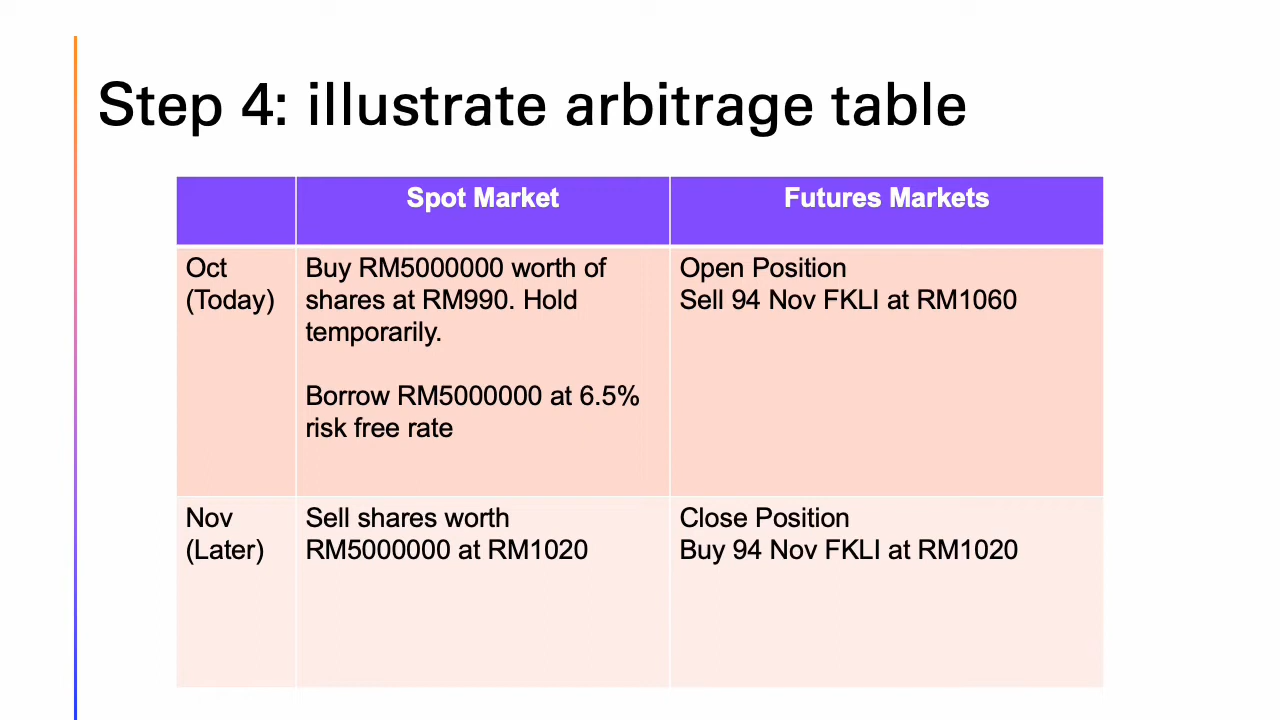 Step 4: illustrate arbitrage table
Spot Market
Futures Markets
Oct
(Today)
Buy RM5000000 worth of
shares at RM990. Hold
temporarily.
Borrow RM5000000 at 6.5%
risk free rate
Open Position
Sell 94 Nov FKLI at RM1060
Nov
(Later)
Sell shares worth
RM5000000 at RM1020
Close Position
Buy 94 Nov FKLI at RM1020